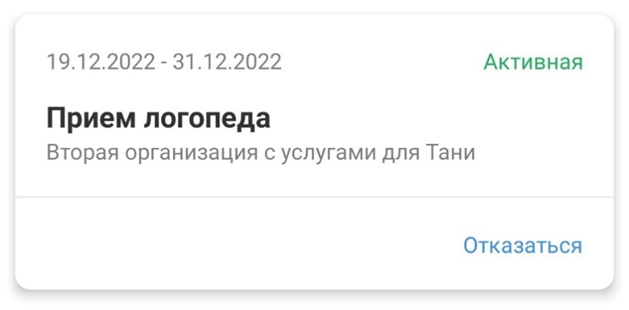 19.12.2022 - 31.12.2022 Активная
Прием логопеда
Вторая организация с услугами для Тани
Отказаться